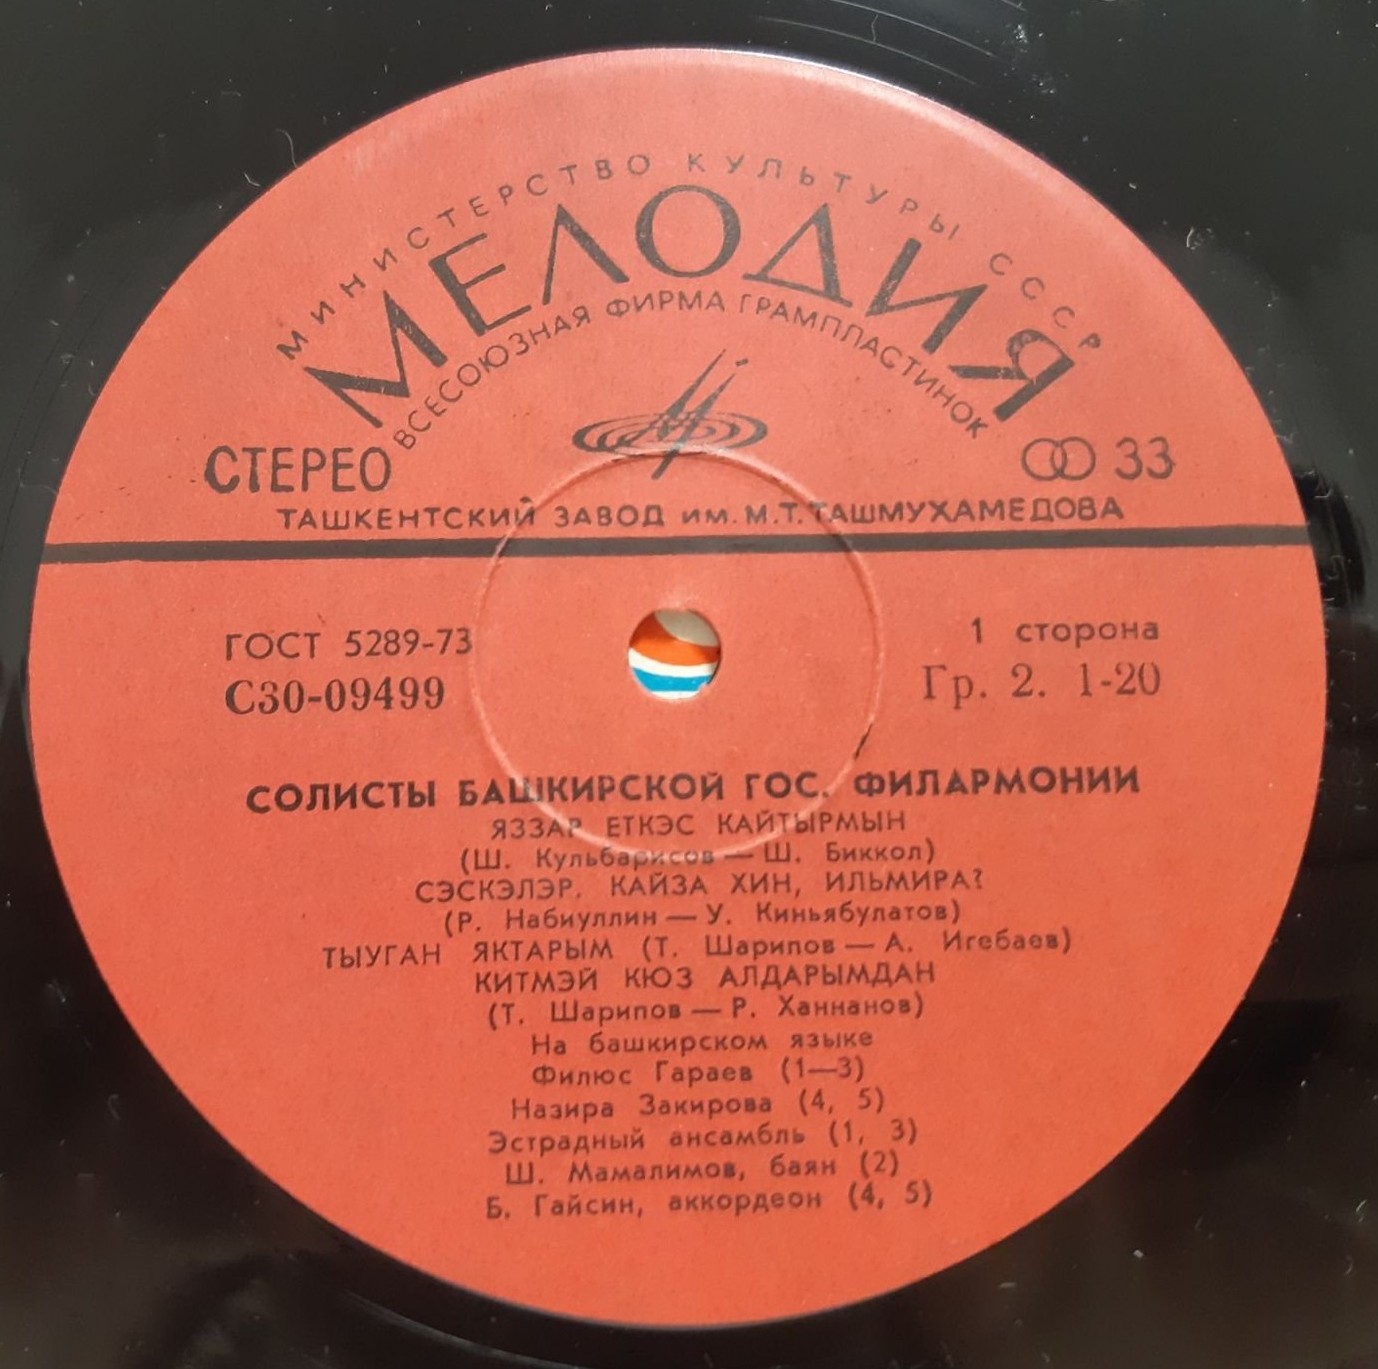 МИНИСТЕРСТВО КУЛЬТУРЫ СССР
МЕЛОДИЯ
ВСЕСОЮЗНАЯ ФИРМА ГРАМПЛАСТИНОК
СТЕРЕО 33
ТАШКЕНТСКИЙ ЗАВОД им. М.Т. ТАШМУХАМЕДОВА
ГОСТ 5289-73 1 сторона
С30-09499 Гр. 2. 1-20
СОЛИСТЫ БАШКИРСКОЙ ГОС. ФИЛАРМОНИИ
ЯЗЗАР ЕТКЭС КАЙТЫРМЫН
(Ш. Кульбарисов — Ш. Биккол)
СЭСКЭЛЭР. КАЙЗА ХИН, ИЛЬМИРА?
(Р. Набиуллин — У. Киньябулатов)
ТЫУГАН ЯКТАРЫМ (Т. Шарипов — А. Игебаев)
КИТМЭЙ КЮЗ АЛДАРЫМДАН
(Т. Шарипов — Р. Ханнанов)
На башкирском языке
Филюс Гараев (1—3)
Назира Закирова (4, 5)
Эстрадный ансамбль (1, 3)
Ш. Мамалимов, баян (2)
Б. Гайсин, аккордеон (4, 5)